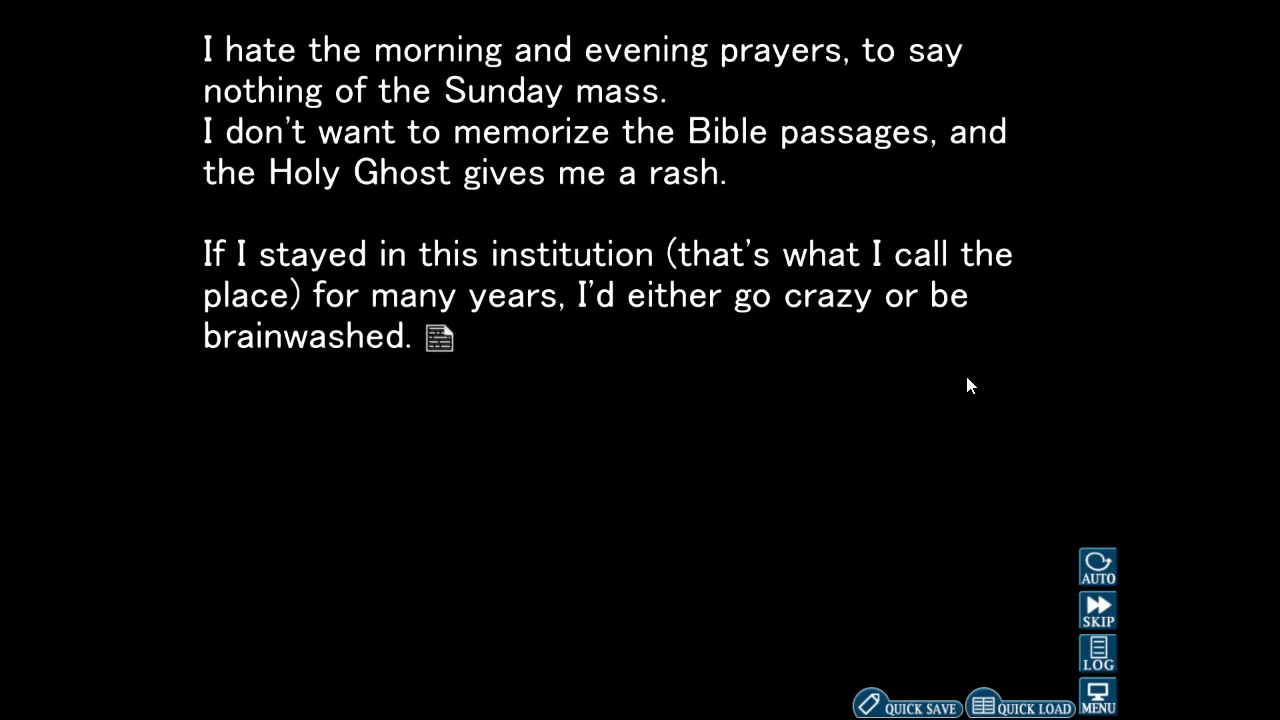 I hate the morning and evening prayers, to say
nothing of the Sunday mass.
I don't want to memorize the Bible passages, and
the Holy Ghost gives me a rash.
If I stayed in this institution (that's what I call the
place) for many years, I'd either go crazy or be
brainwashed.
AUTO
SKIP
LOG
MENU
QUICK SAVE
QUICK LOAD